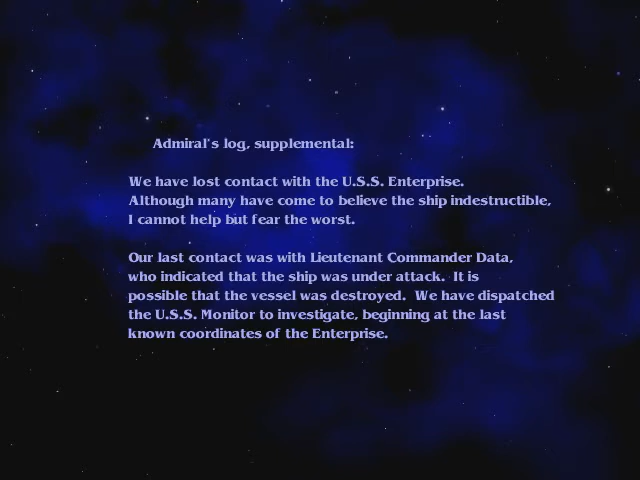 Admiral's log, supplemental:
We have lost contact with the U.S.S. Enterprise.
Although many have come to believe the ship indestructible,
I cannot help but fear the worst.
Our last contact was with Lieutenant Commander Data,
who indicated that the ship was under attack.  It is
possible that the vessel was destroyed.  We have dispatched
the U.S.S. Monitor to investigate, beginning at the last
known coordinates of the Enterprise.